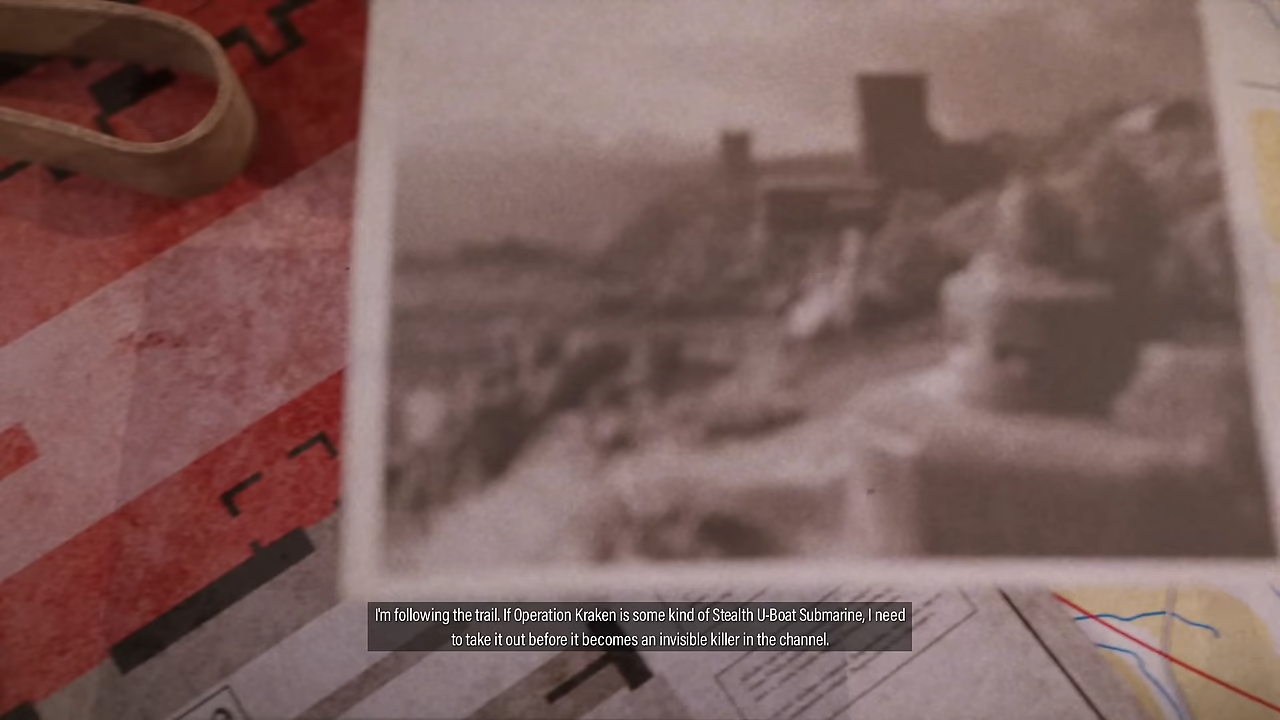 I'm following the trail. If Operation Kraken is some kind of Stealth U-Boat Submarine, I need
to take it out before it becomes an invisible killer in the channel.